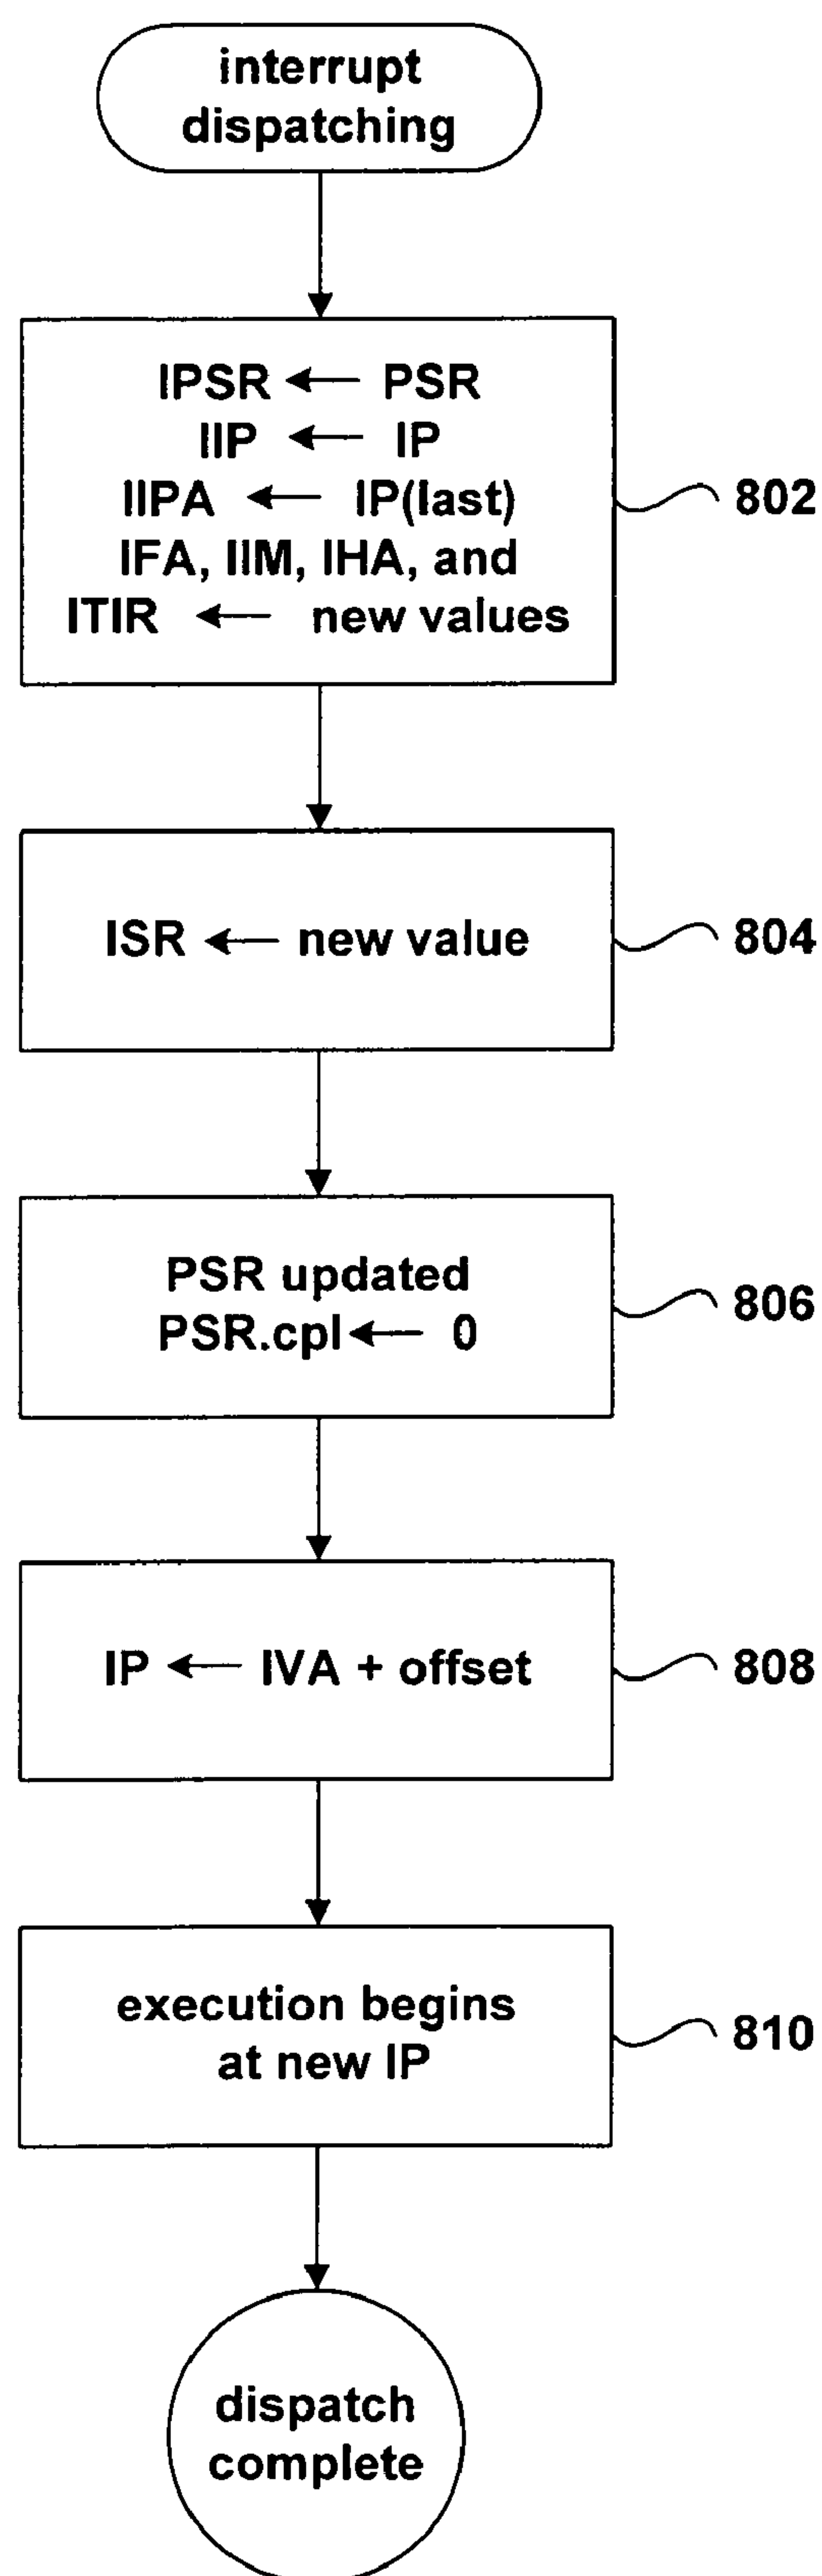 interrupt
dispatching
IPSR ← PSR
IIP ← IP
IIPA ← IP(last)
IFA, IIM, IHA, and
ITIR ← new values
802
ISR ← new value
804
PSR updated
PSR.cpl ← 0
806
IP ← IVA + offset
808
execution begins
at new IP
810
dispatch
complete